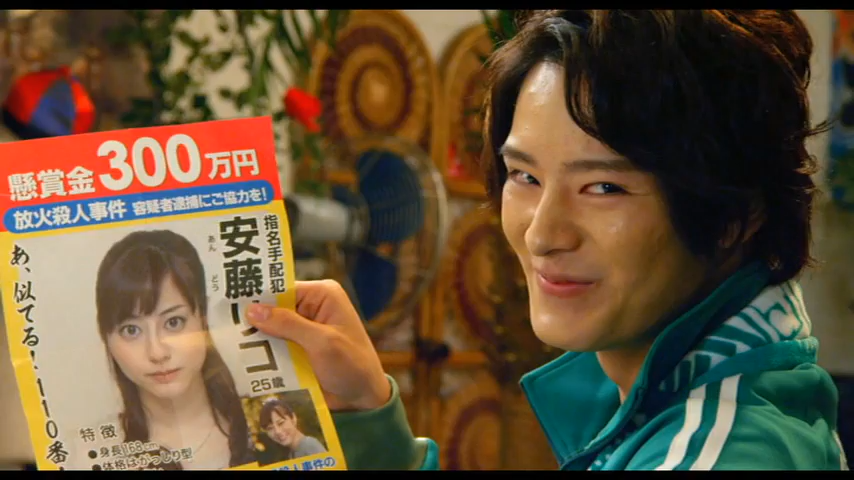 懸賞金300万円
放火殺人事件 容疑者逮捕にご協力を!
指名手配犯
安藤リコ
あん どう
25歳
あ、似てる!110番
特徴
●身長168cm
●体格はがっしり型